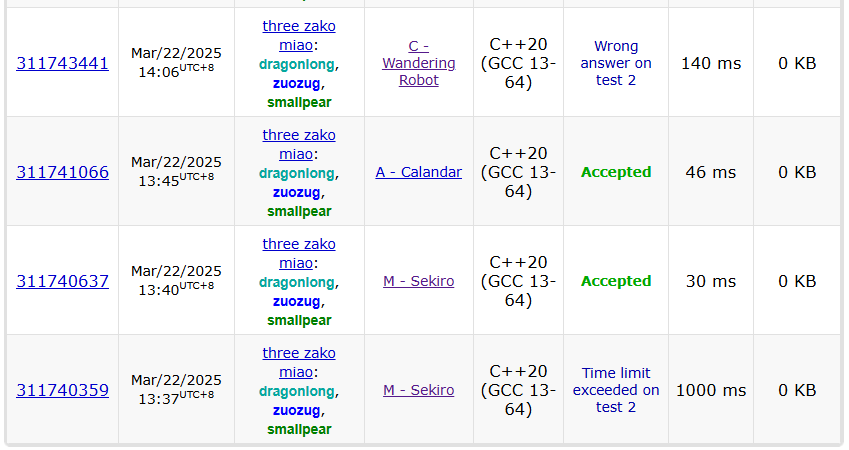 311743441
Mar/22/2025
14:06UTC+8
three zako
miao:
dragonlong,
zuozug,
smallpear
C -
Wandering
Robot
C++20
(GCC 13-
64)
Wrong
answer on
test 2
140 ms
0 KB
311741066
Mar/22/2025
13:45UTC+8
three zako
miao:
dragonlong,
zuozug,
smallpear
A - Calandar
C++20
(GCC 13-
64)
Accepted
46 ms
0 KB
311740637
Mar/22/2025
13:40UTC+8
three zako
miao:
dragonlong,
zuozug,
smallpear
M - Sekiro
C++20
(GCC 13-
64)
Accepted
30 ms
0 KB
311740359
Mar/22/2025
13:37UTC+8
three zako
miao:
dragonlong,
zuozug,
smallpear
M - Sekiro
C++20
(GCC 13-
64)
Time limit
exceeded on
test 2
1000 ms
0 KB